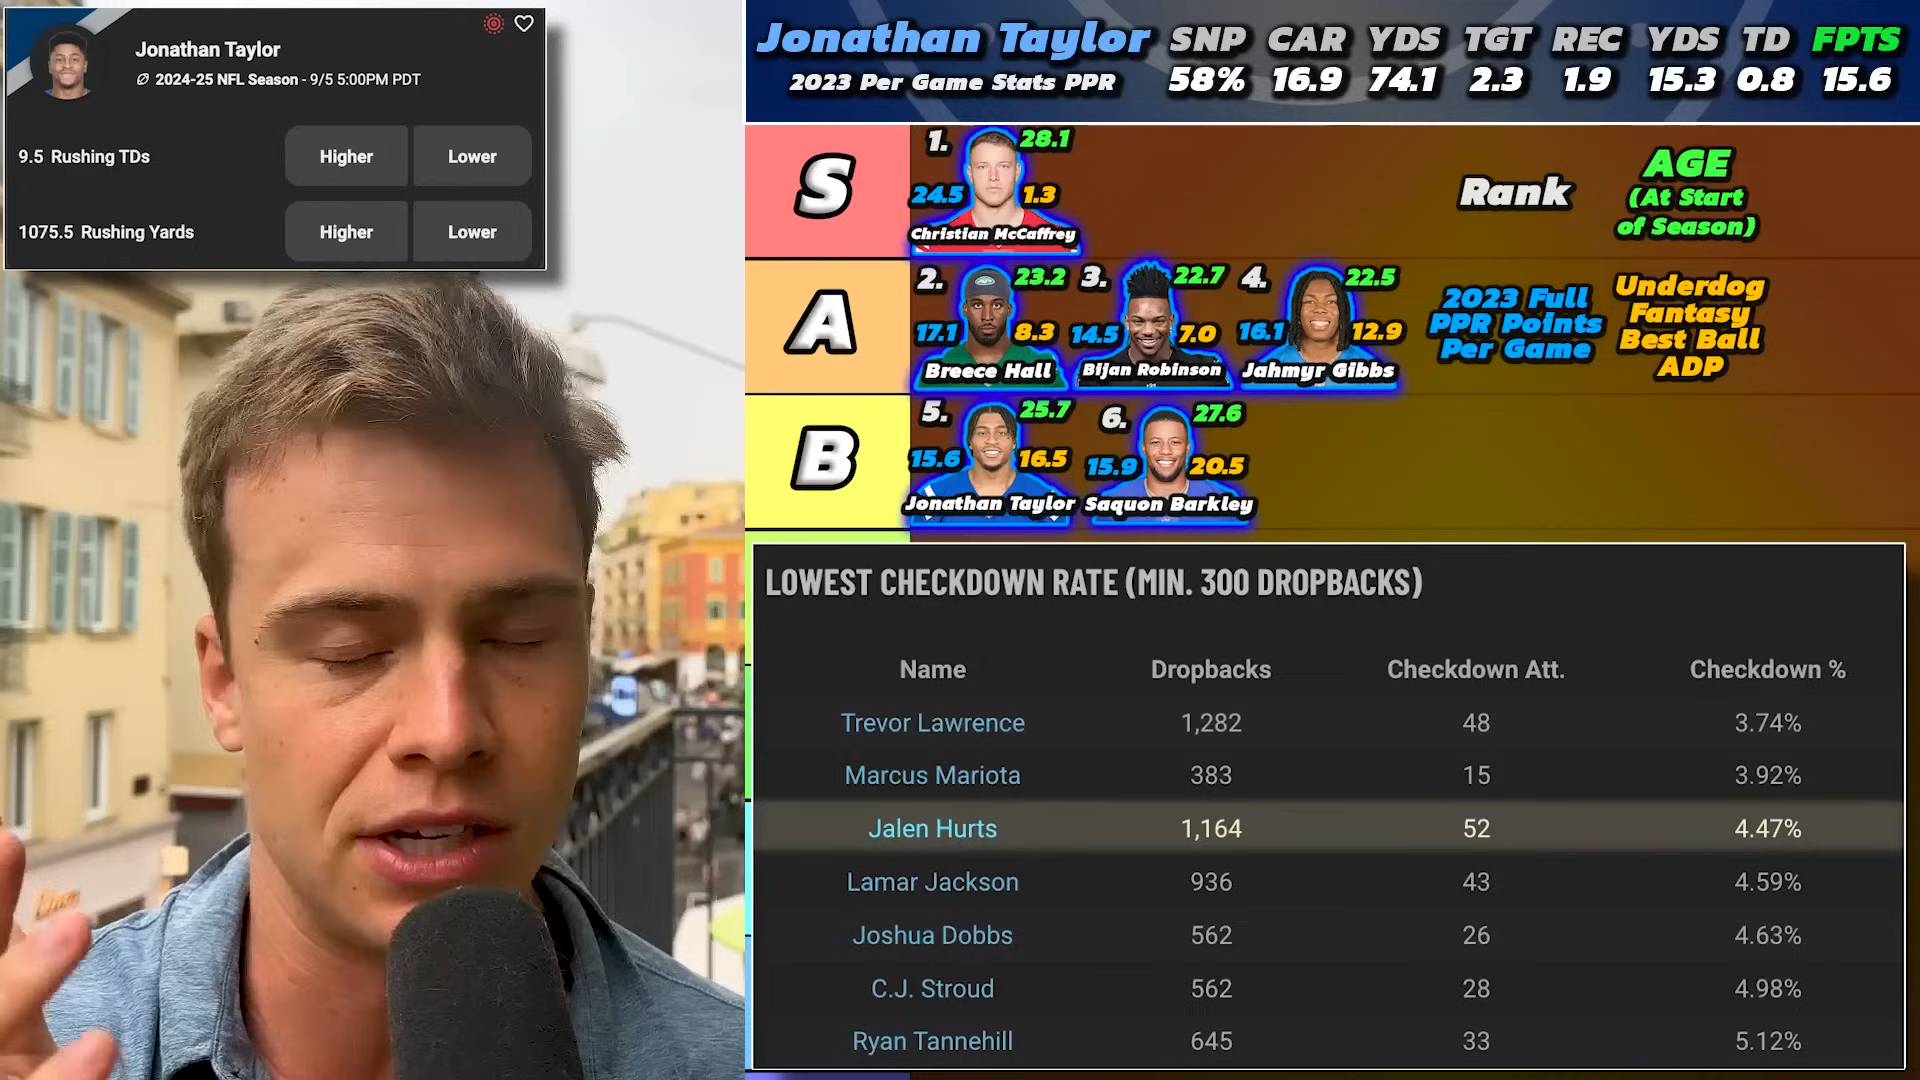 Jonathan Taylor
2024-25 NFL Season - 9/5 5:00PM PDT
9.5 Rushing TDs
Higher
Lower
1075.5 Rushing Yards
Higher
Lower
Jonathan Taylor
2023 Per Game Stats PPR
SNP CAR YDS TGT REC YDS TD FPTS
58% 16.9 74.1 2.3 1.9 15.3 0.8 15.6
S
1. 28.1
24.5 1.3
Christian McCaffrey
Rank
AGE
(At Start
of Season)
A
2. 23.2
17.1 8.3
Breece Hall
3. 22.7
14.5 7.0
Bijan Robinson
4. 22.5
16.1 12.9
Jahmyr Gibbs
2023 Full
PPR Points
Per Game
Underdog
Fantasy
Best Ball
ADP
B
5. 25.7
15.6 16.5
Jonathan Taylor
6. 27.6
15.9 20.5
Saquon Barkley
LOWEST CHECKDOWN RATE (MIN. 300 DROPBACKS)
Name Dropbacks Checkdown Att. Checkdown %
Trevor Lawrence 1,282 48 3.74%
Marcus Mariota 383 15 3.92%
Jalen Hurts 1,164 52 4.47%
Lamar Jackson 936 43 4.59%
Joshua Dobbs 562 26 4.63%
C.J. Stroud 562 28 4.98%
Ryan Tannehill 645 33 5.12%